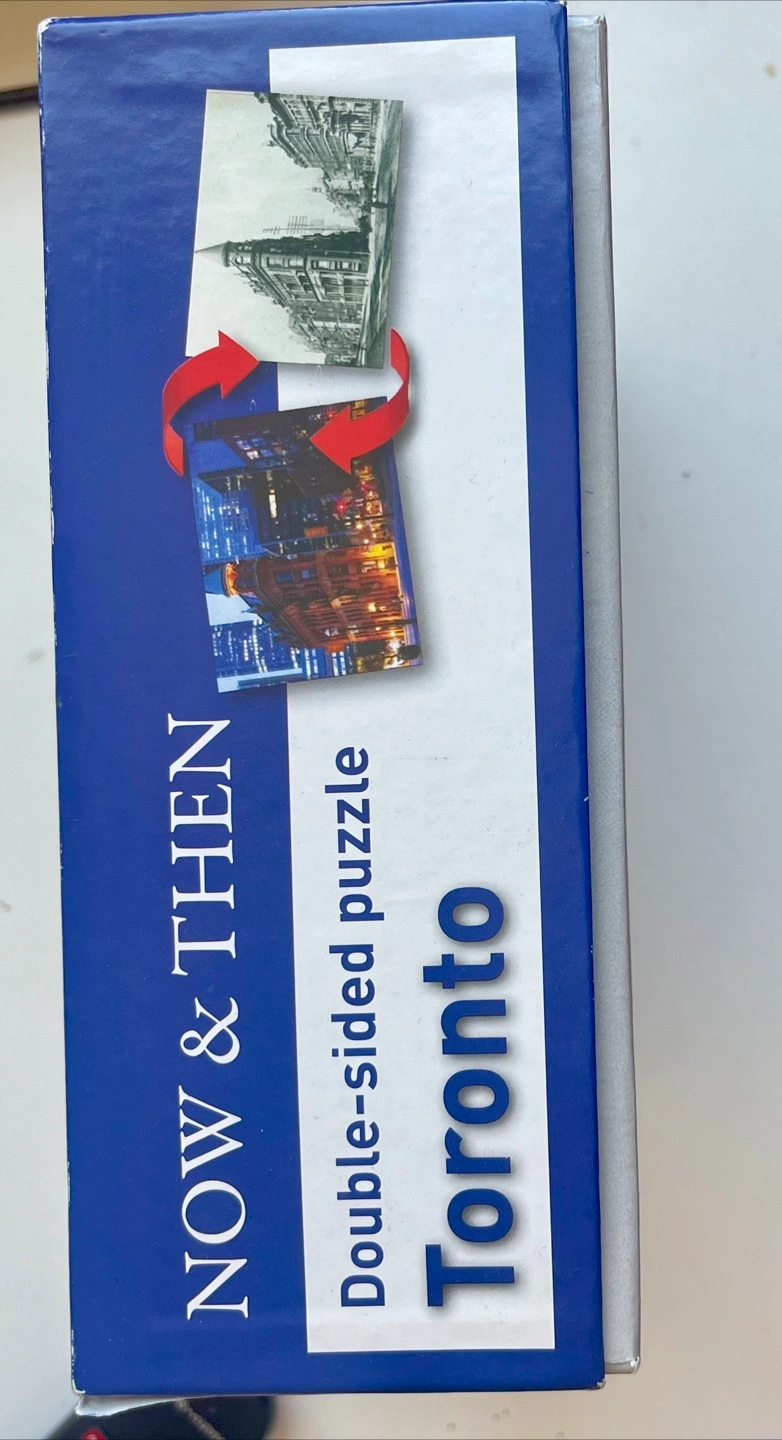 NOW & THEN
Double-sided puzzle
Toronto